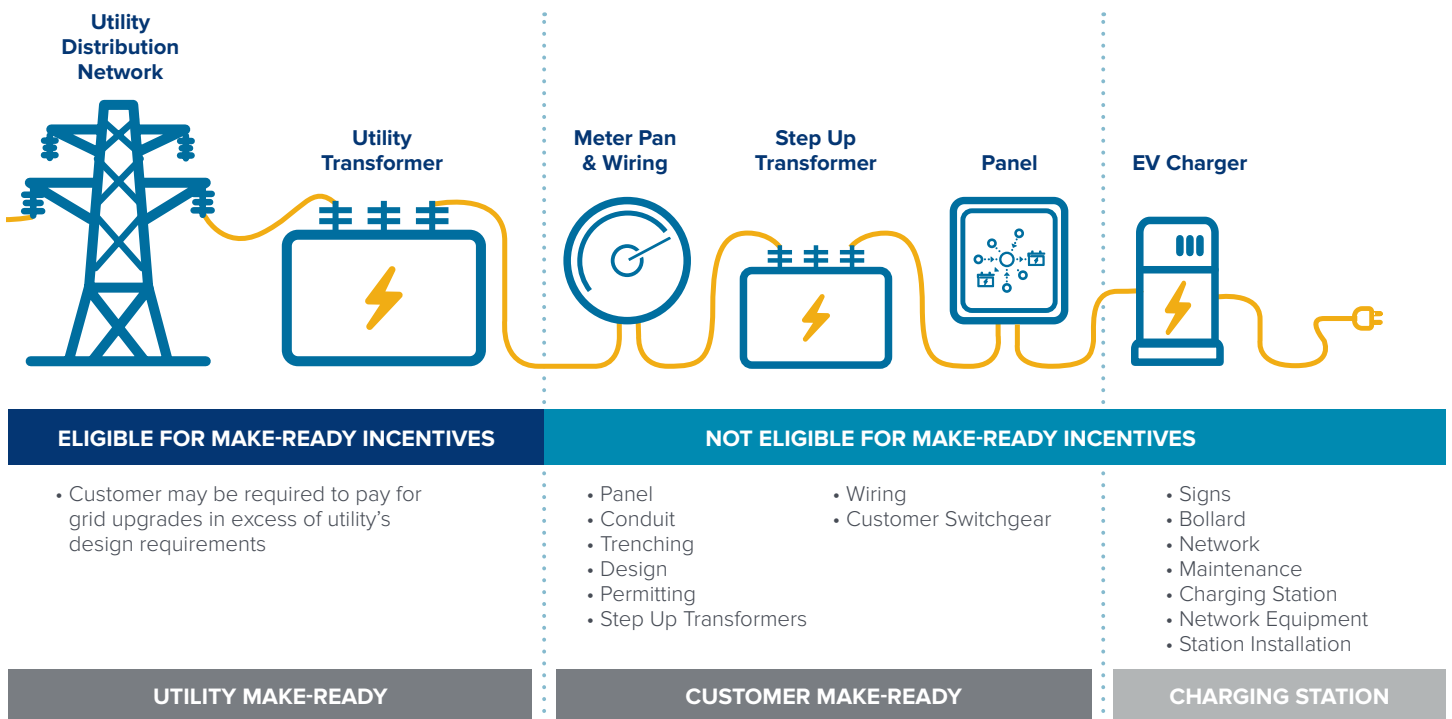 Utility
Distribution
Network
Utility
Transformer
Meter Pan
& Wiring
Step Up
Transformer
Panel
EV Charger
ELIGIBLE FOR MAKE-READY INCENTIVES
NOT ELIGIBLE FOR MAKE-READY INCENTIVES
• Customer may be required to pay for
grid upgrades in excess of utility's
design requirements
• Panel
• Conduit
• Trenching
• Design
• Permitting
• Step Up Transformers
• Wiring
• Customer Switchgear
• Signs
• Bollard
• Network
• Maintenance
• Charging Station
• Network Equipment
• Station Installation
UTILITY MAKE-READY
CUSTOMER MAKE-READY
CHARGING STATION